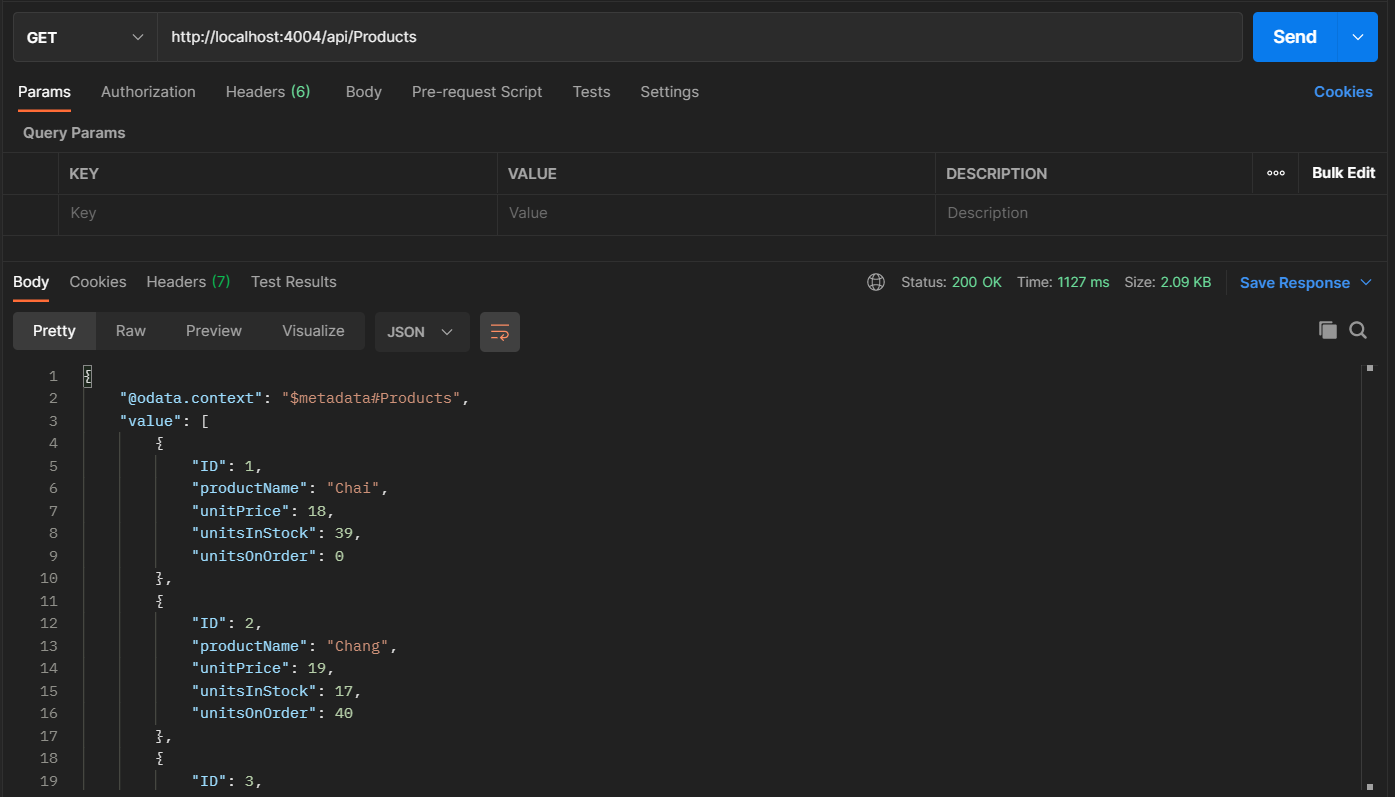 GET http://localhost:4004/api/Products Send
Params Authorization Headers (6) Body Pre-request Script Tests Settings Cookies
Query Params
KEY VALUE DESCRIPTION ooo Bulk Edit
Key Value Description
Body Cookies Headers (7) Test Results Status: 200 OK Time: 1127 ms Size: 2.09 KB Save Response
Pretty Raw Preview Visualize JSON
1 {
2 "@odata.context": "$metadata#Products",
3 "value": [
4 {
5 "ID": 1,
6 "productName": "Chai",
7 "unitPrice": 18,
8 "unitsInStock": 39,
9 "unitsOnOrder": 0
10 },
11 {
12 "ID": 2,
13 "productName": "Chang",
14 "unitPrice": 19,
15 "unitsInStock": 17,
16 "unitsOnOrder": 40
17 },
18 {
19 "ID": 3,